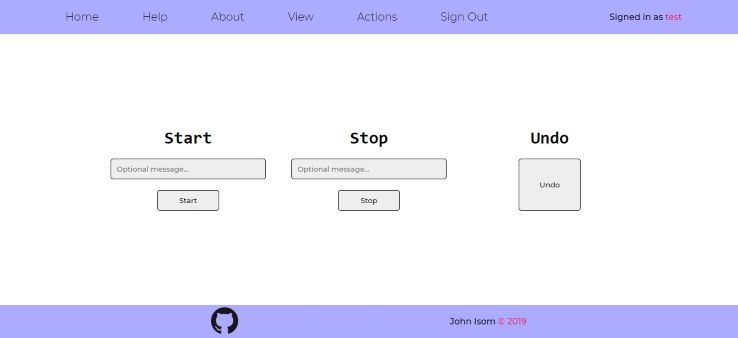 Home Help About View Actions Sign Out Signed in as test
Start Stop Undo
Optional message... Optional message...
Undo
Start Stop
John Isom © 2019